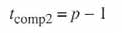 t_comp2 = p − 1